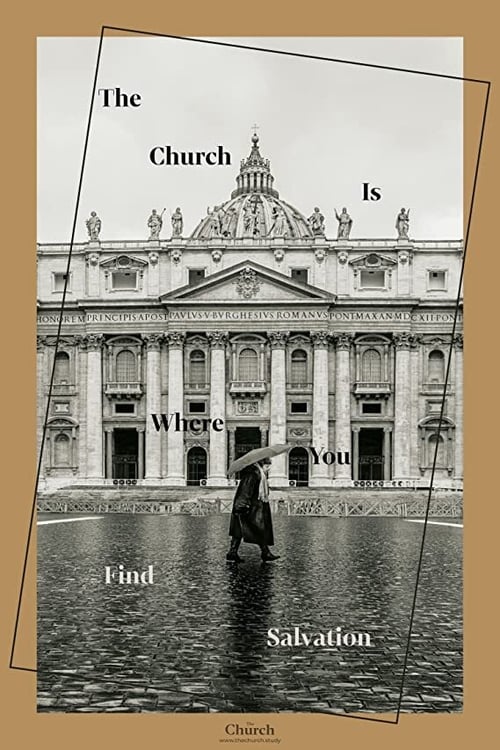 The
Church
Is
HONOREM PRINCIPIS APOST PAVLVS V BVRGHESIVS ROMANVS PONT MAX AN MDCXII PONT
Where
You
Find
Salvation
The
Church
www.thechurch.study